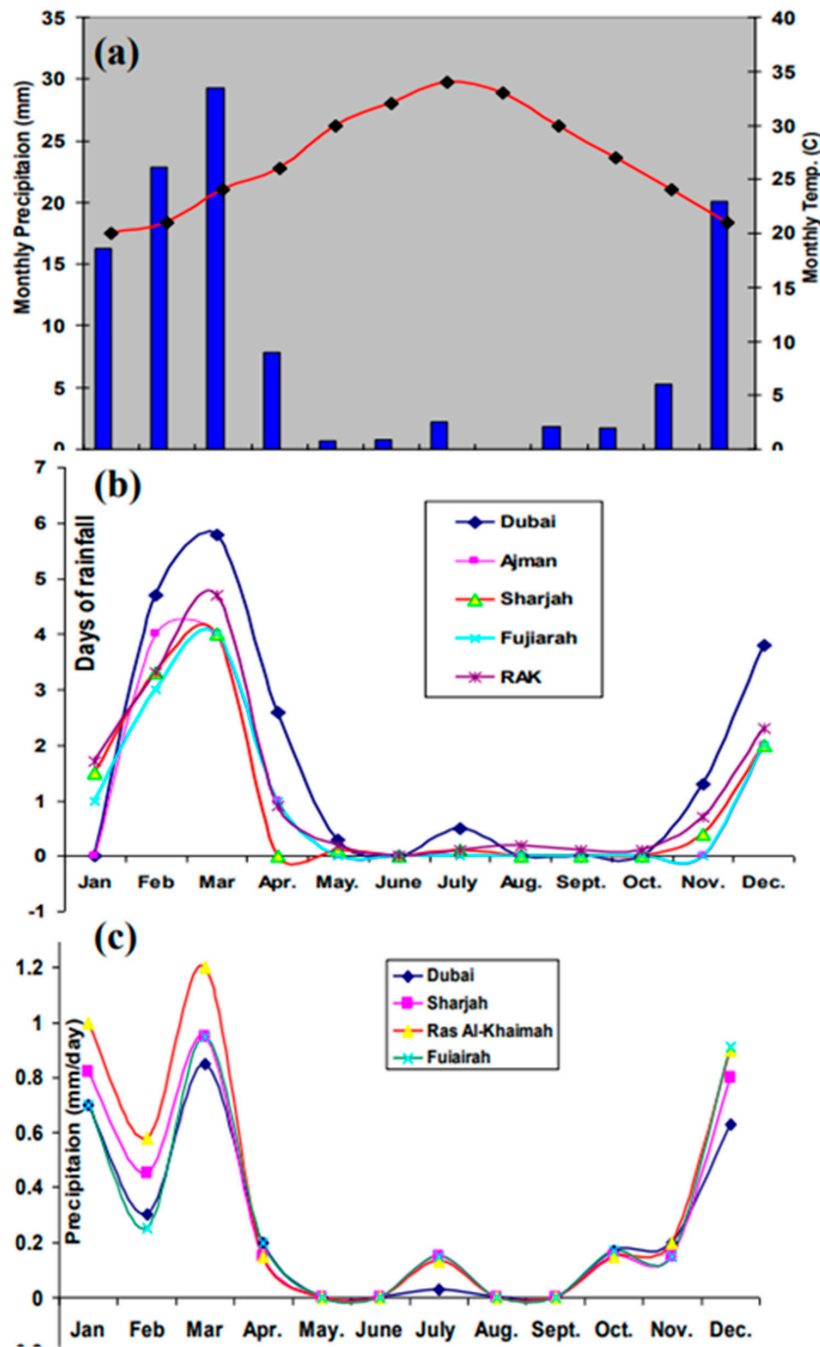 (a)
Monthly Precipitaion (mm)
35
30
25
20
15
10
5
0
Monthly Temp. (C)
40
35
30
25
20
15
10
5
0
(b)
Days of rainfall
7
6
5
4
3
2
1
0
-1
Dubai
Ajman
Sharjah
Fujiarah
RAK
Jan Feb Mar Apr. May. June July Aug. Sept. Oct. Nov. Dec.
(c)
Precipitaion (mm/day)
1.2
1
0.8
0.6
0.4
0.2
0
Dubai
Sharjah
Ras Al-Khaimah
Fuiairah
Jan Feb Mar Apr. May. June July Aug. Sept. Oct. Nov. Dec.